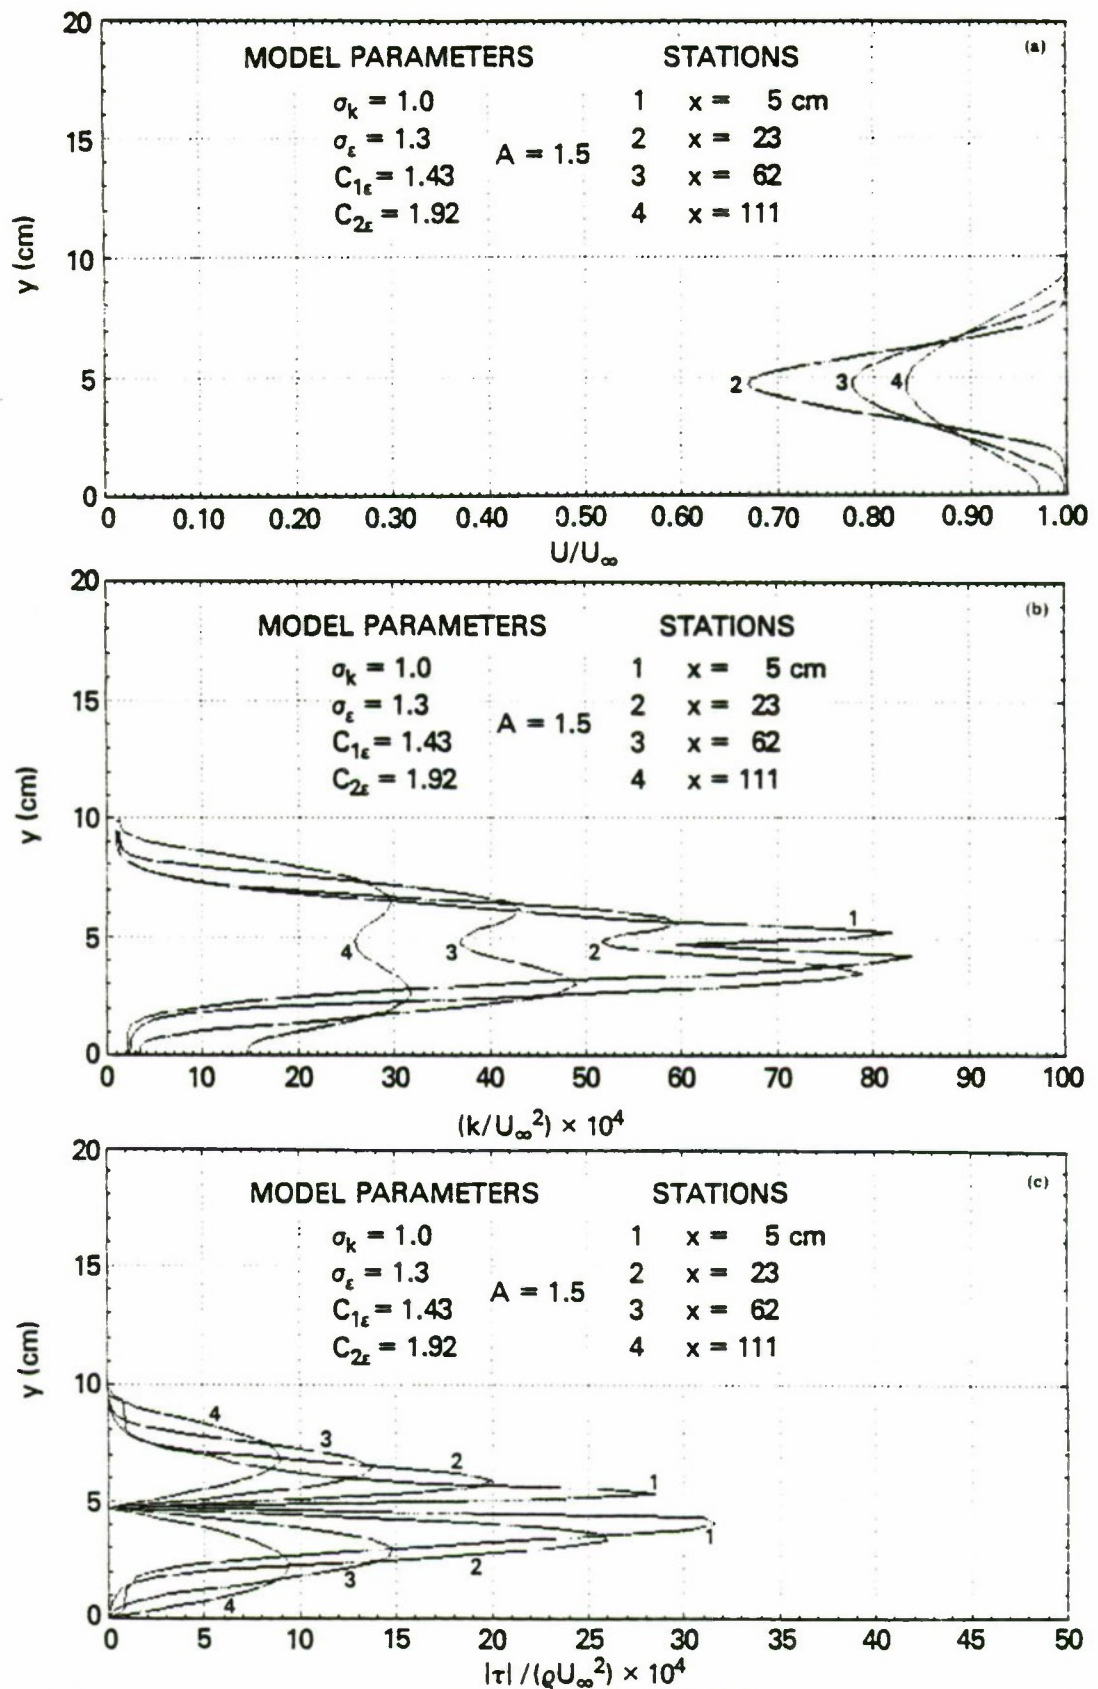 20
(a)
MODEL PARAMETERS STATIONS
σk = 1.0 1 x = 5 cm
σε = 1.3 A = 1.5 2 x = 23
C1ε = 1.43 3 x = 62
C2ε = 1.92 4 x = 111
15
10
y (cm)
5
2 3 4
0
0 0.10 0.20 0.30 0.40 0.50 0.60 0.70 0.80 0.90 1.00
U/U∞
20
(b)
MODEL PARAMETERS STATIONS
σk = 1.0 1 x = 5 cm
σε = 1.3 A = 1.5 2 x = 23
C1ε = 1.43 3 x = 62
C2ε = 1.92 4 x = 111
15
y (cm)
10
1
5
4 3 2
0
0 10 20 30 40 50 60 70 80 90 100
(k/U∞²) × 10⁴
20
(c)
MODEL PARAMETERS STATIONS
σk = 1.0 1 x = 5 cm
σε = 1.3 A = 1.5 2 x = 23
C1ε = 1.43 3 x = 62
C2ε = 1.92 4 x = 111
15
y (cm)
10
4
3
2
1
5
1
2
3
4
0
0 5 10 15 20 25 30 35 40 45 50
|τ| /(ϱU∞²) × 10⁴